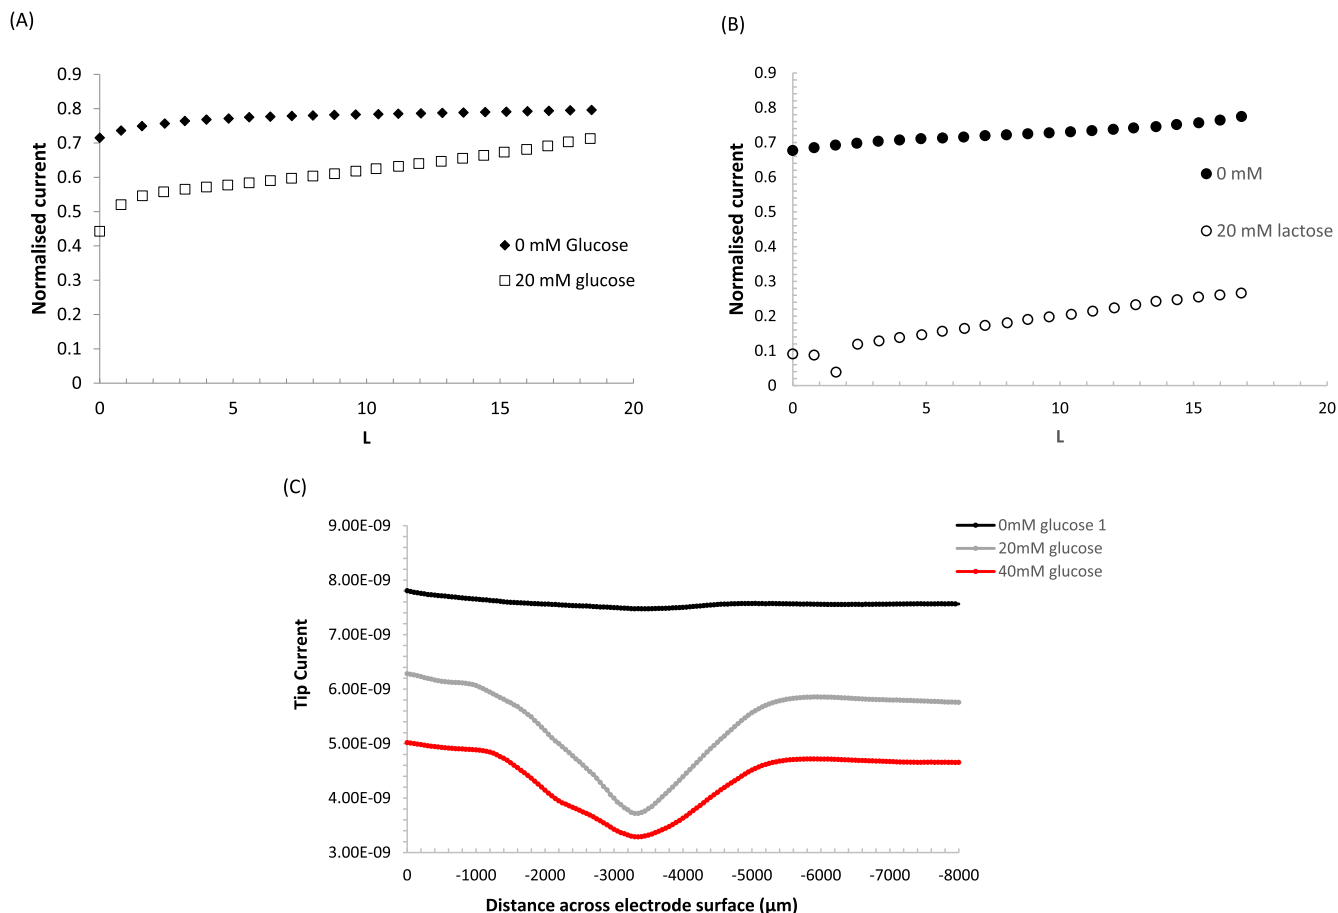 (A)
0.9
0.8
0.7
0.6
0.5
0.4
0.3
0.2
0.1
0
Normalised current
0 5 10 15 20
L
0 mM Glucose
20 mM glucose
(B)
0.9
0.8
0.7
0.6
0.5
0.4
0.3
0.2
0.1
0
Normalised current
0 5 10 15 20
L
0 mM
20 mM lactose
(C)
9.00E-09
8.00E-09
7.00E-09
6.00E-09
5.00E-09
4.00E-09
3.00E-09
Tip Current
0 -1000 -2000 -3000 -4000 -5000 -6000 -7000 -8000
Distance across electrode surface (µm)
0mM glucose 1
20mM glucose
40mM glucose